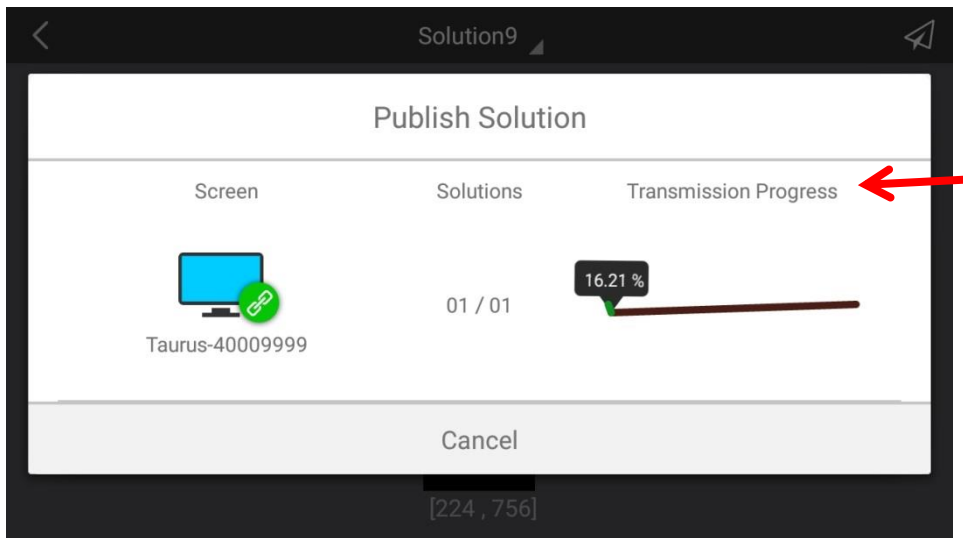 Solution9
Publish Solution
Screen Solutions Transmission Progress
16.21 %
01 / 01
Taurus-40009999
Cancel
[224 , 756]